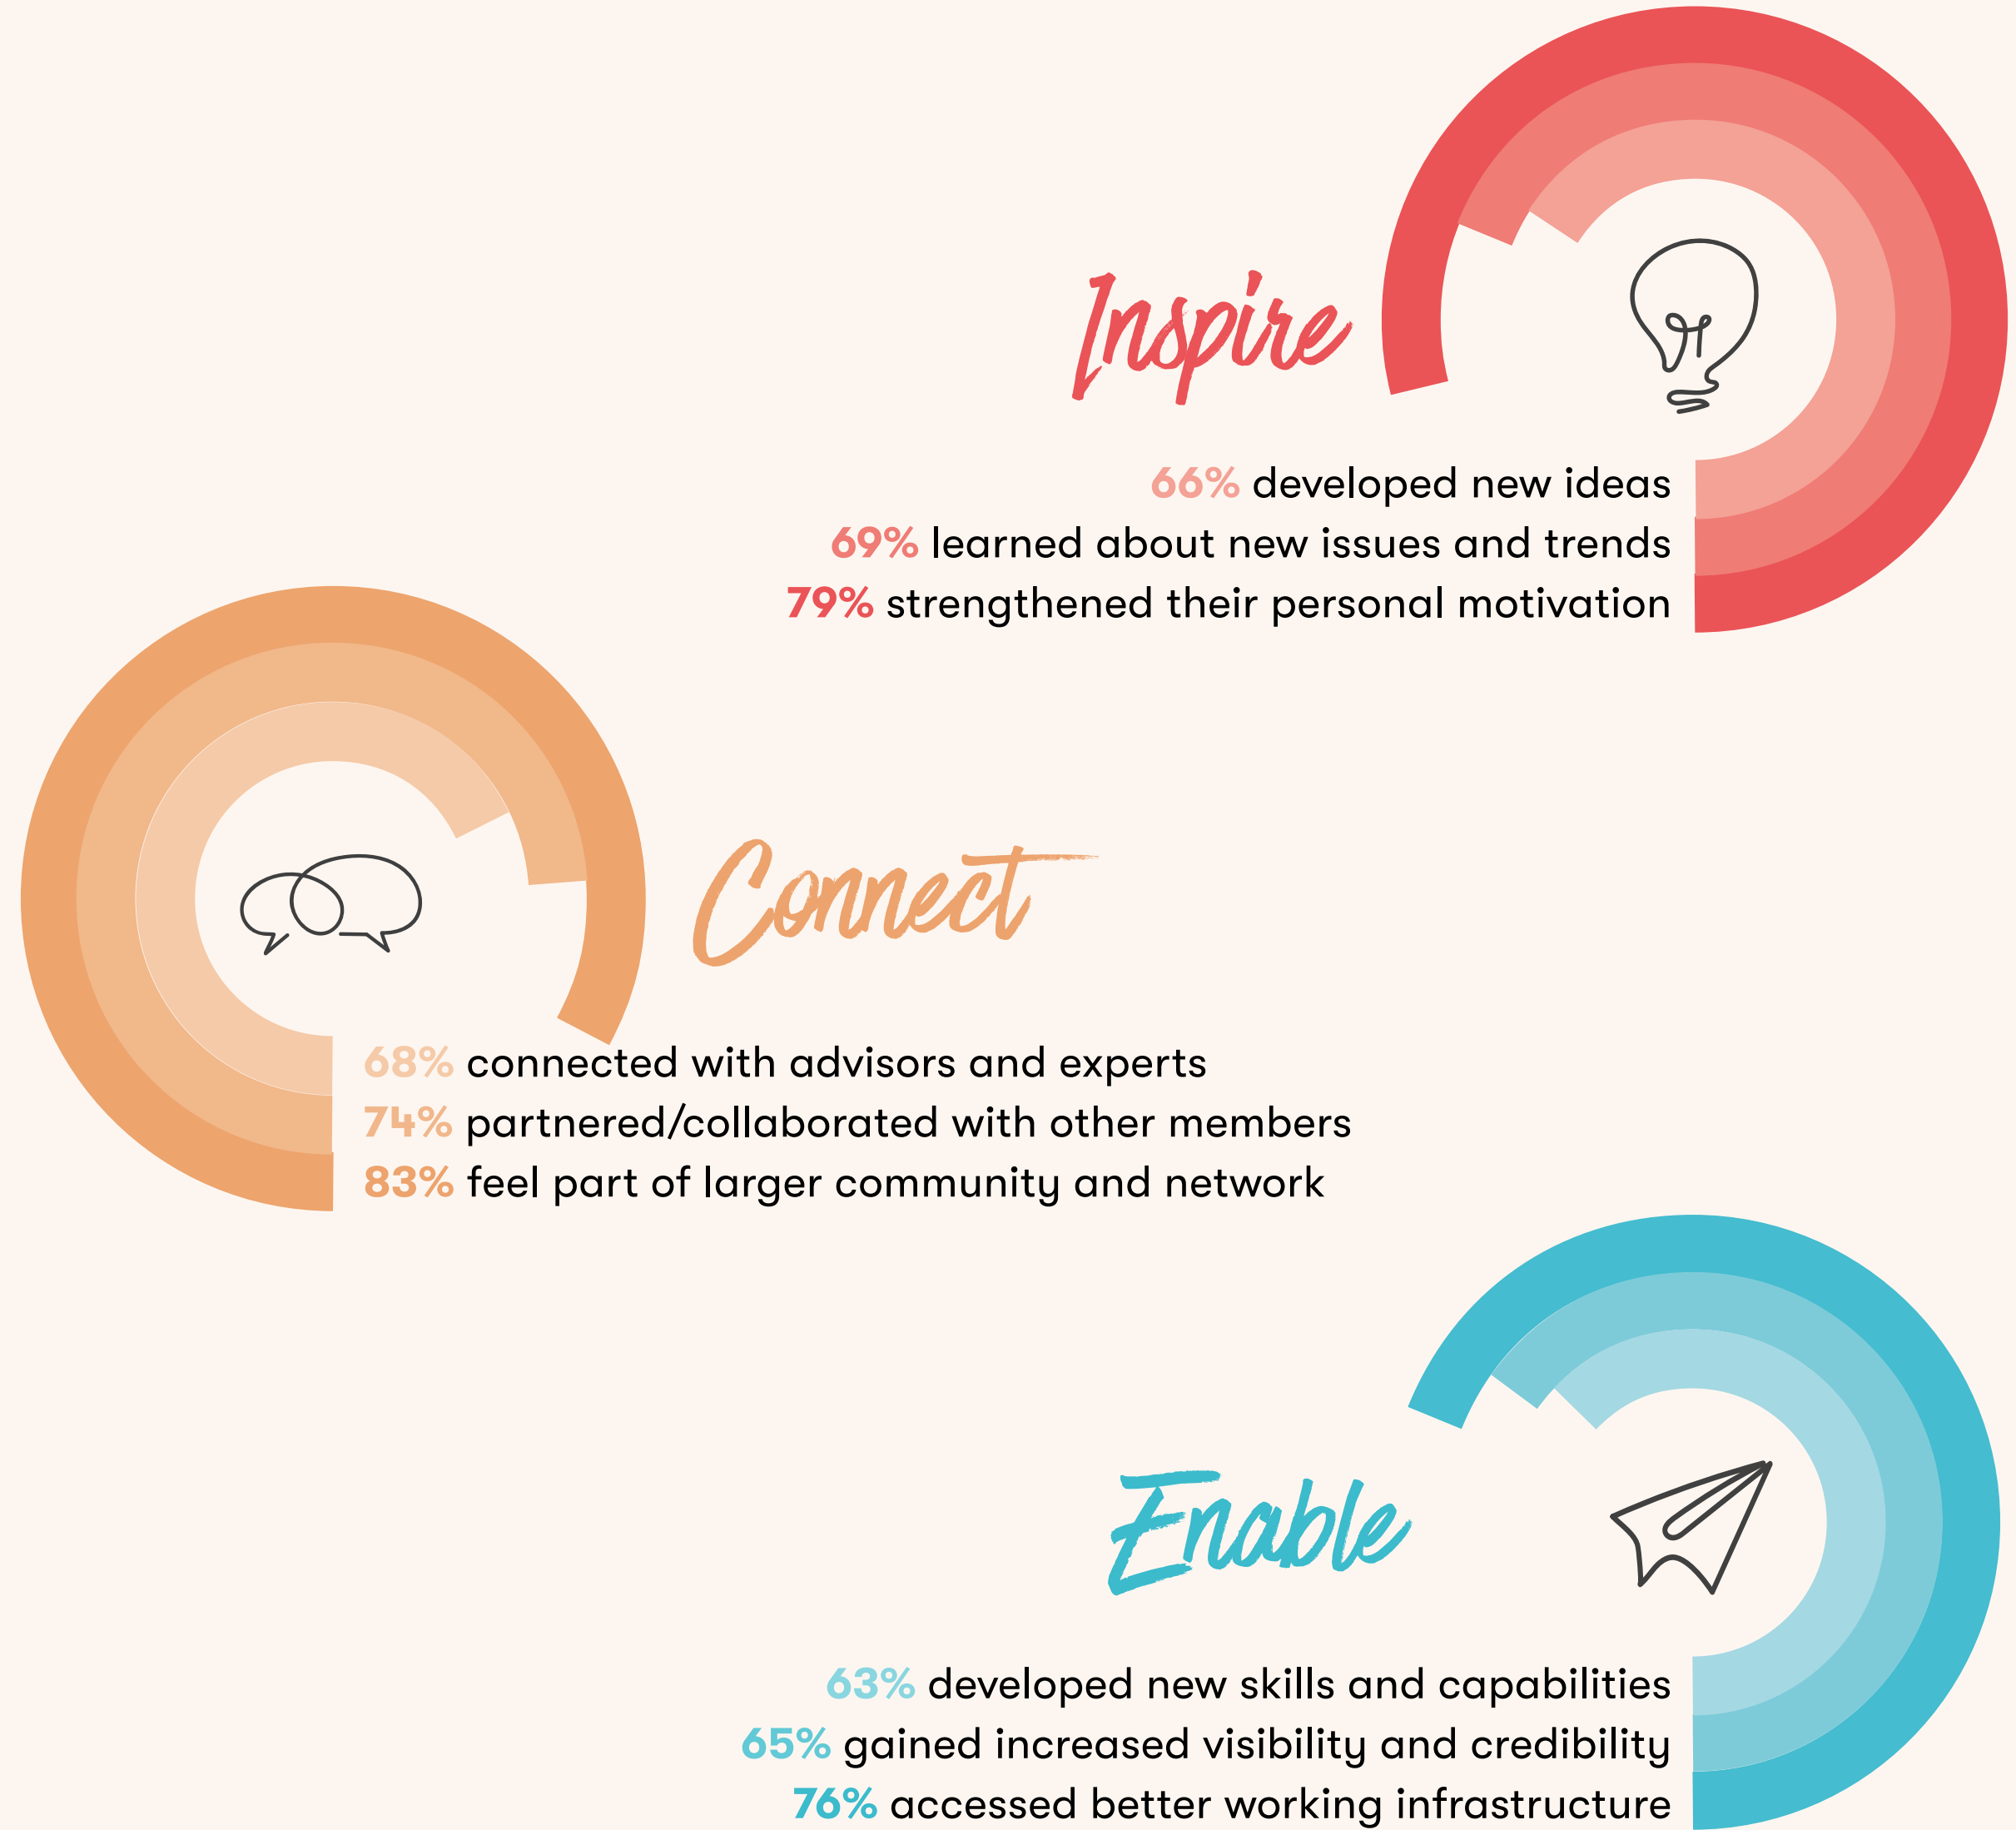 Inspire
66% developed new ideas
69% learned about new issues and trends
79% strengthened their personal motivation
Connect
68% connected with advisors and experts
74% partnered/collaborated with other members
83% feel part of larger community and network
Enable
63% developed new skills and capabilities
65% gained increased visibility and credibility
76% accessed better working infrastructure